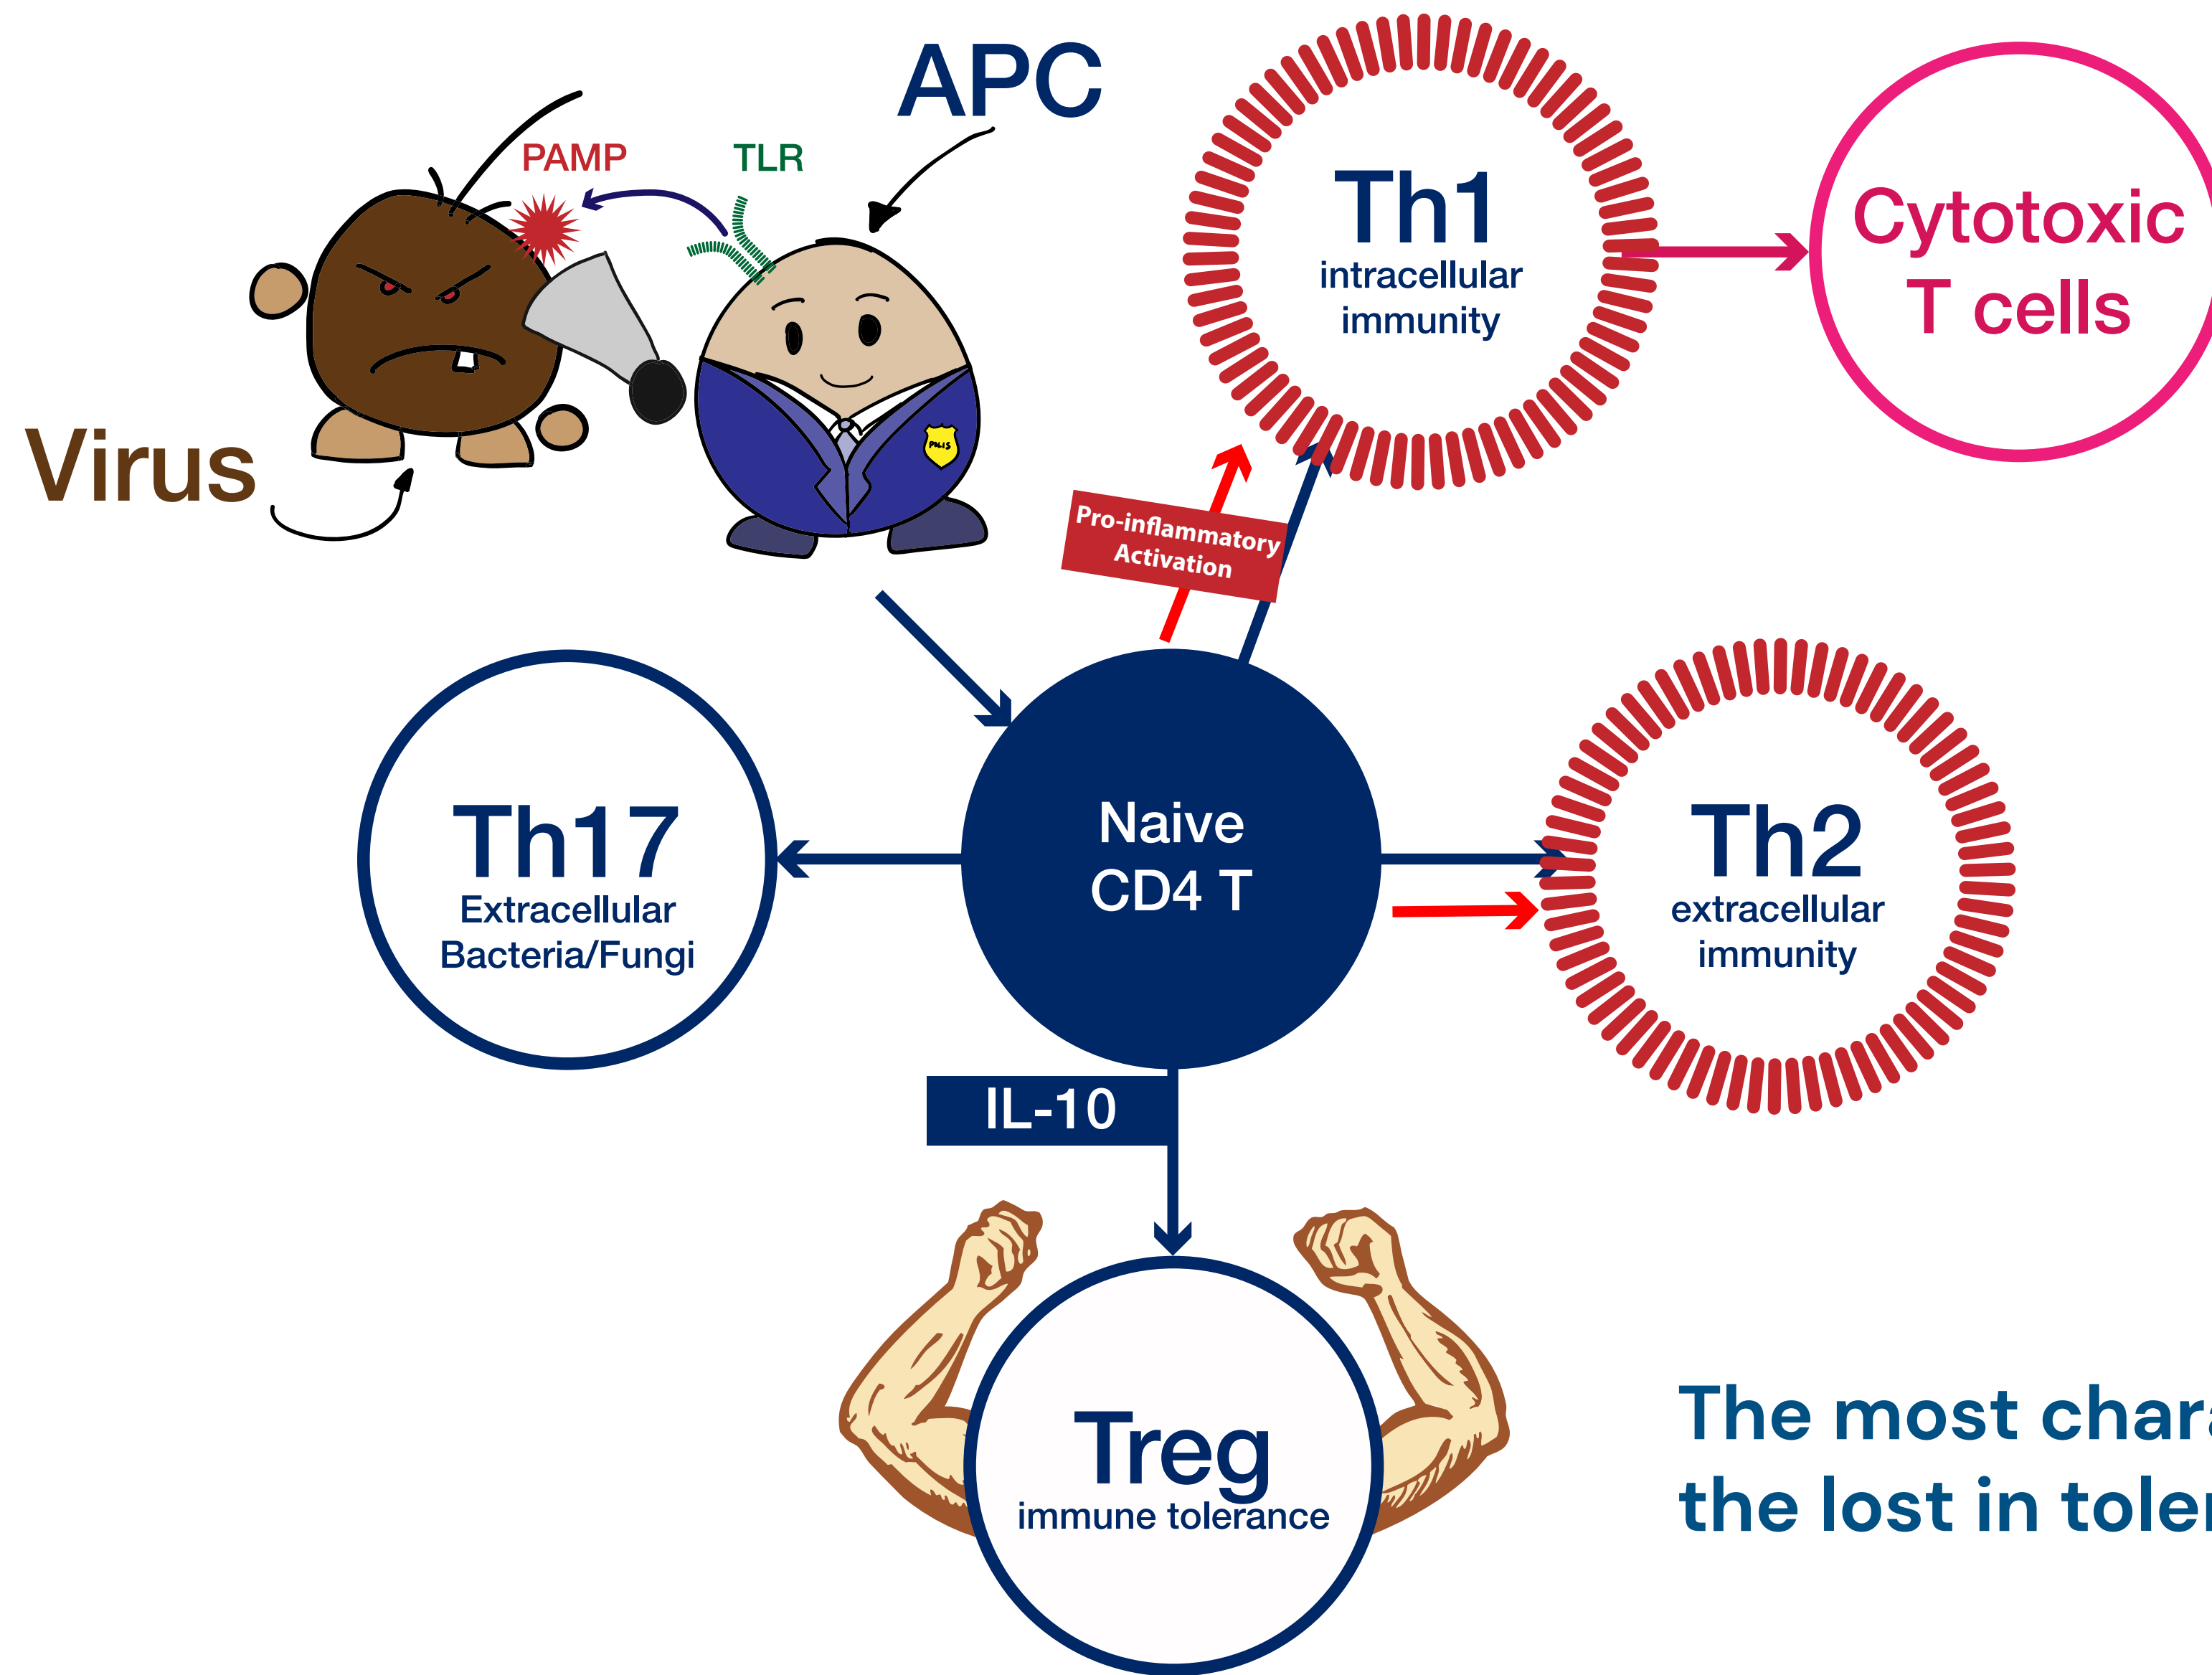 APC
PAMP
TLR
Virus
POLIS
Th1
intracellular
immunity
Cytotoxic
T cells
Pro-inflammatory
Activation
Th17
Extracellular
Bacteria/Fungi
Naive
CD4 T
Th2
extracellular
immunity
IL-10
Treg
immune tolerance
The most chara
the lost in toler